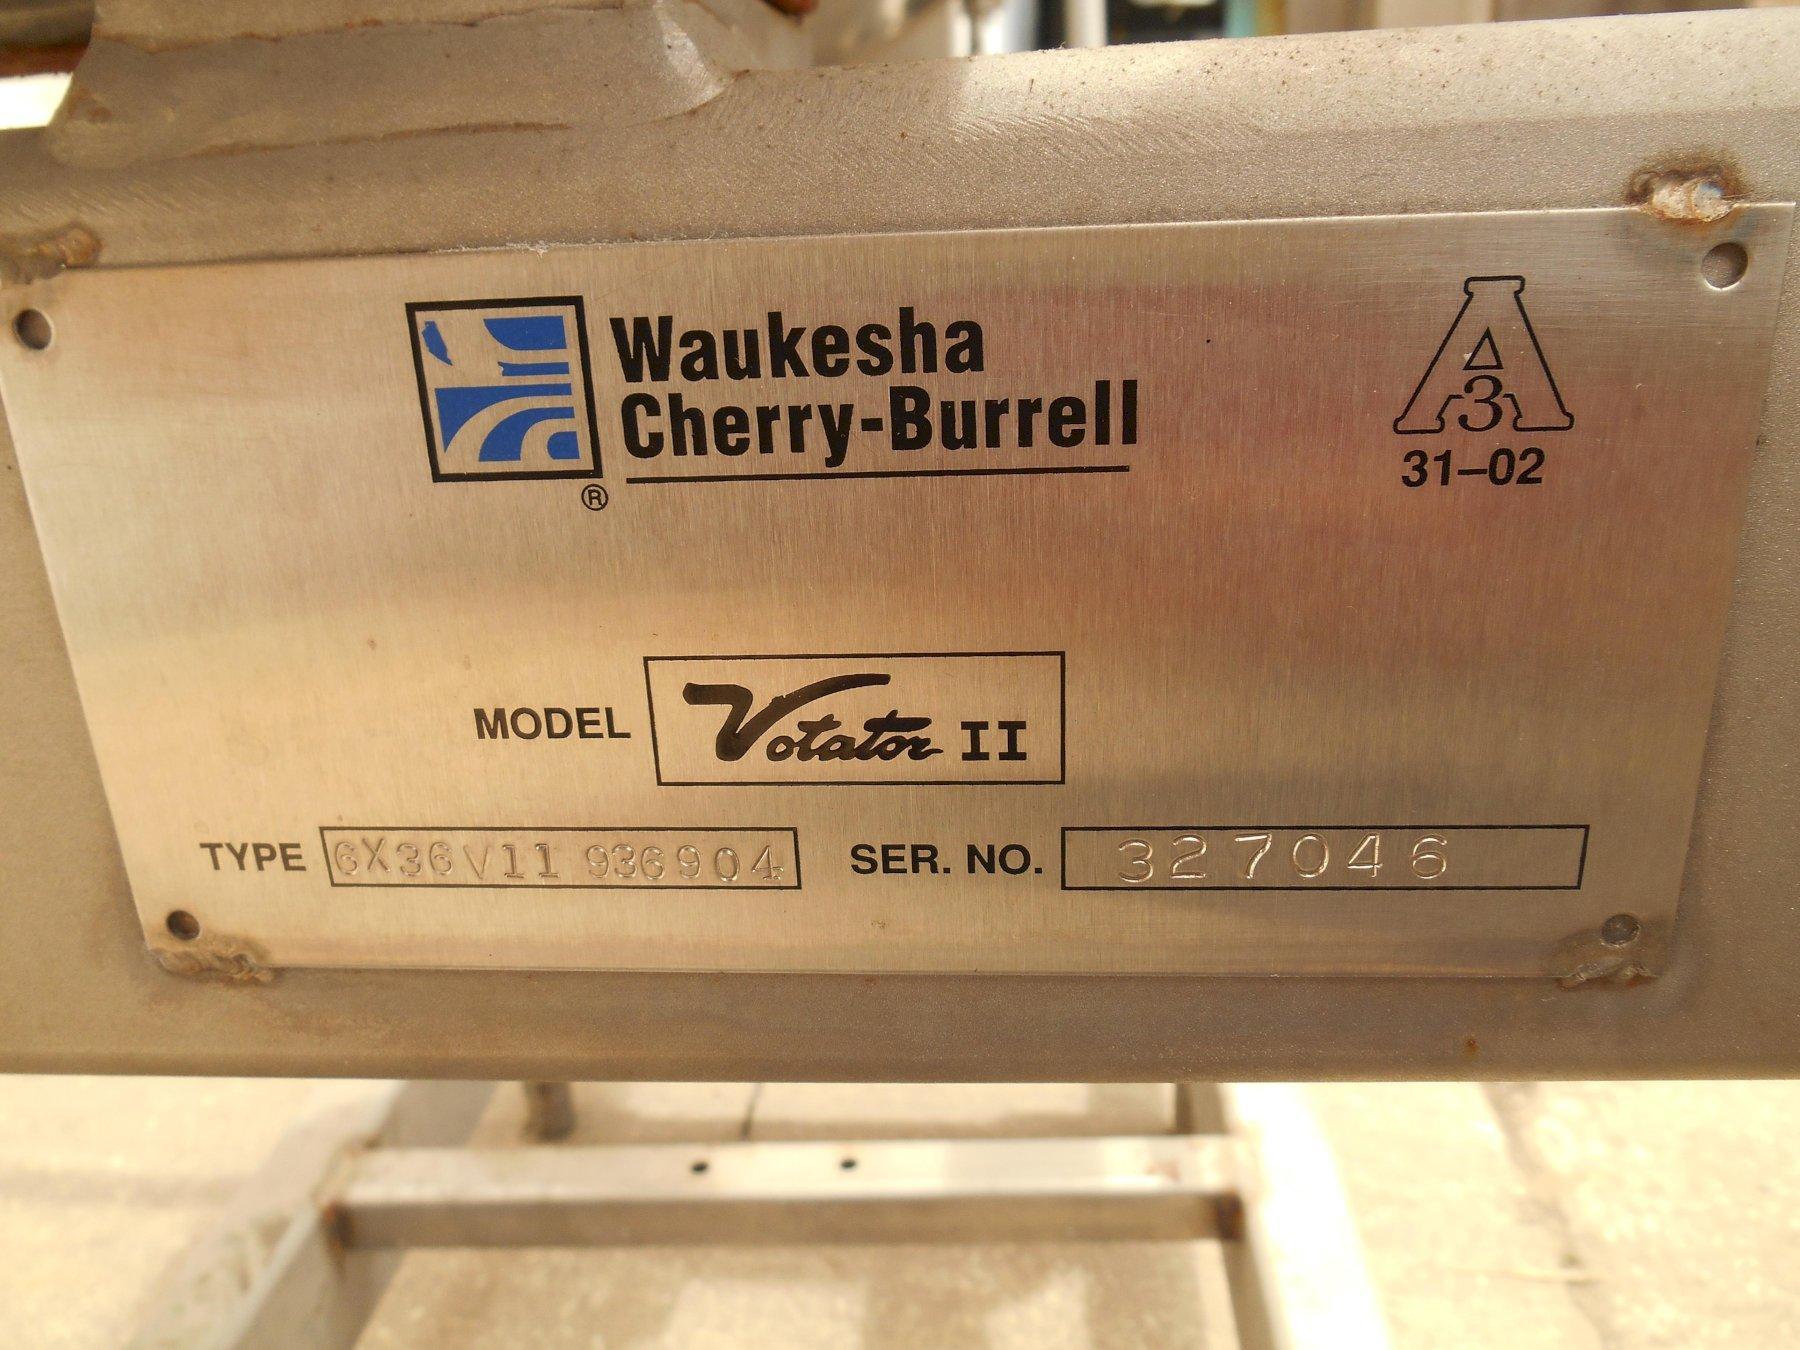 Waukesha
Cherry-Burrell
®
A
3
31-02
MODEL Votator II
TYPE 6X36V11 936904 SER. NO. 327046